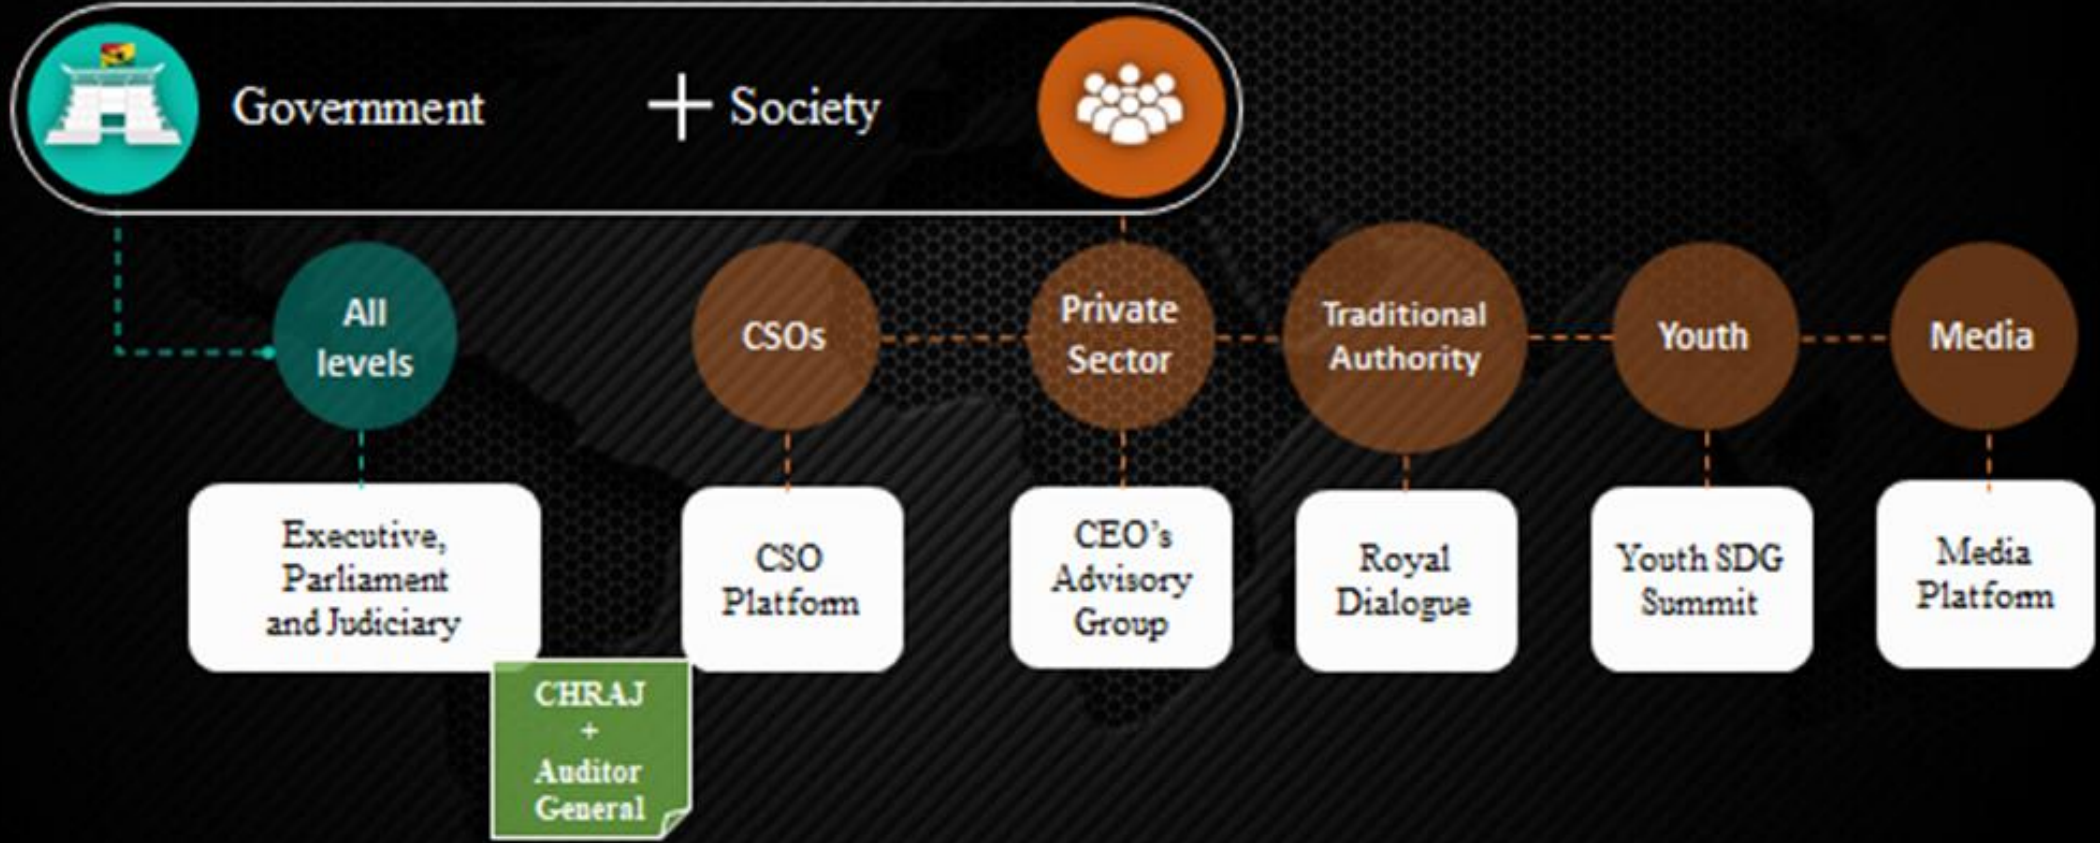 Government + Society
All
levels
CSOs
Private
Sector
Traditional
Authority
Youth
Media
Executive,
Parliament
and Judiciary
CSO
Platform
CEO's
Advisory
Group
Royal
Dialogue
Youth SDG
Summit
Media
Platform
CHRAJ
+
Auditor
General